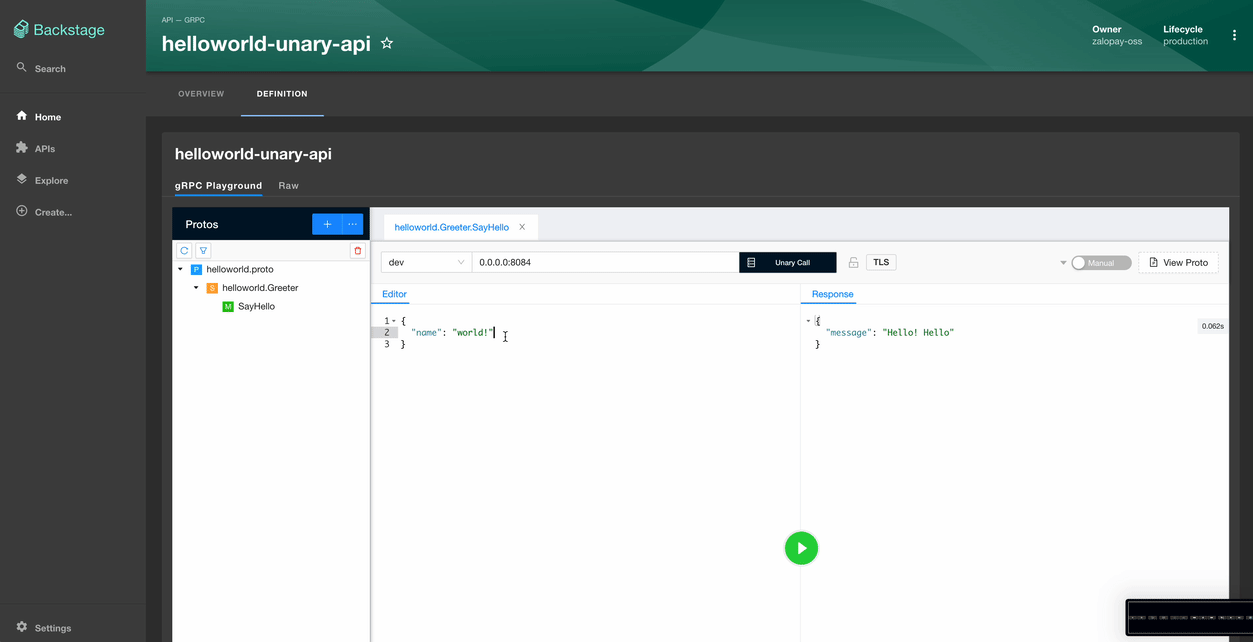 Backstage
Search
Home
APIs
Explore
Create...
Settings
API — GRPC
helloworld-unary-api
Owner
zalopay-oss
Lifecycle
production
OVERVIEW
DEFINITION
helloworld-unary-api
gRPC Playground
Raw
Protos
+
...
P helloworld.proto
S helloworld.Greeter
M SayHello
helloworld.Greeter.SayHello X
dev
0.0.0.0:8084
Unary Call
TLS
Manual
View Proto
Editor
1 {
2 "name": "world!"
3 }
Response
{
"message": "Hello! Hello"
}
0.062s